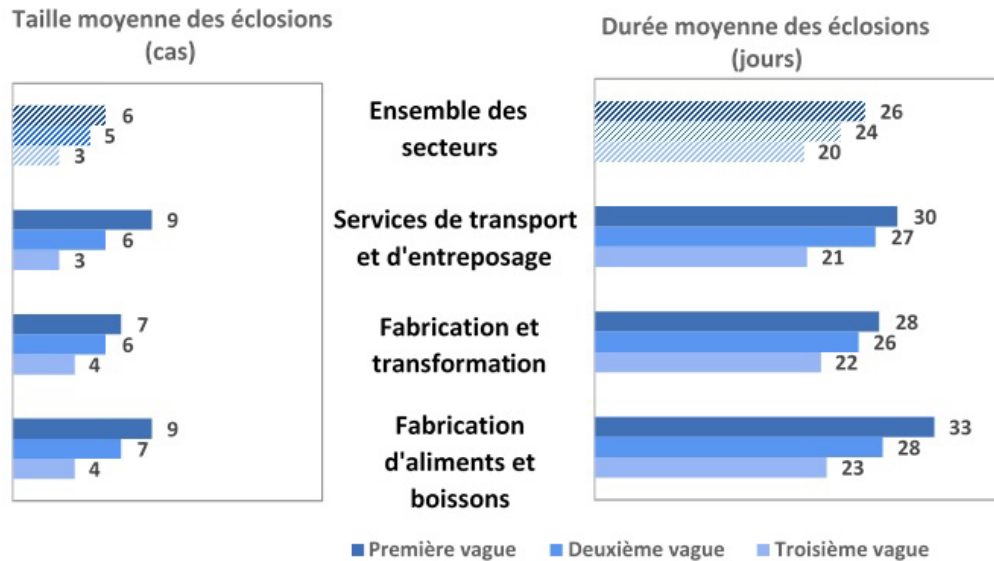 Taille moyenne des éclosions
(cas)
Durée moyenne des éclosions
(jours)
6
5
3
Ensemble des
secteurs
26
24
20
9
6
3
Services de transport
et d'entreposage
30
27
21
7
6
4
Fabrication et
transformation
28
26
22
9
7
4
Fabrication
d'aliments et
boissons
33
28
23
Première vague
Deuxième vague
Troisième vague